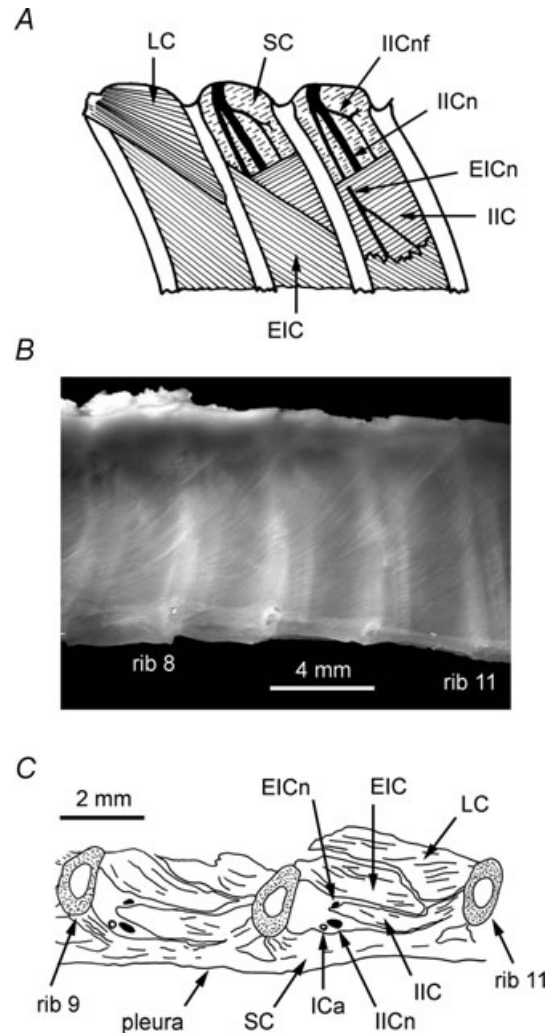 A
LC SC IICnf
IICn
EICn
IIC
EIC
B
rib 8 4 mm rib 11
C
2 mm EICn EIC LC
rib 9 pleura SC ICa IICn IIC rib 11